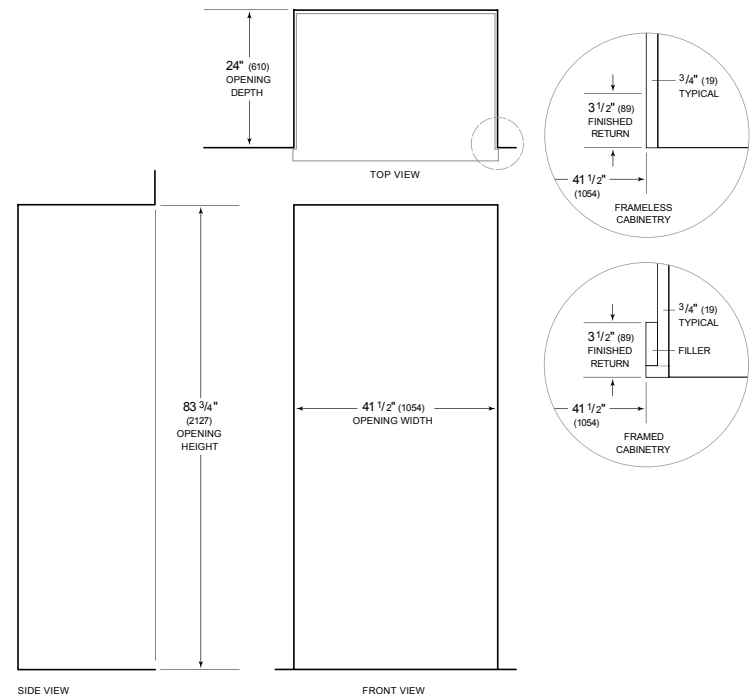 24" (610)
OPENING
DEPTH
TOP VIEW
3/4" (19)
TYPICAL
3 1/2" (89)
FINISHED
RETURN
41 1/2"
(1054)
FRAMELESS
CABINETRY
3/4" (19)
TYPICAL
3 1/2" (89)
FINISHED
RETURN
FILLER
41 1/2"
(1054)
FRAMED
CABINETRY
83 3/4"
(2127)
OPENING
HEIGHT
41 1/2" (1054)
OPENING WIDTH
SIDE VIEW
FRONT VIEW